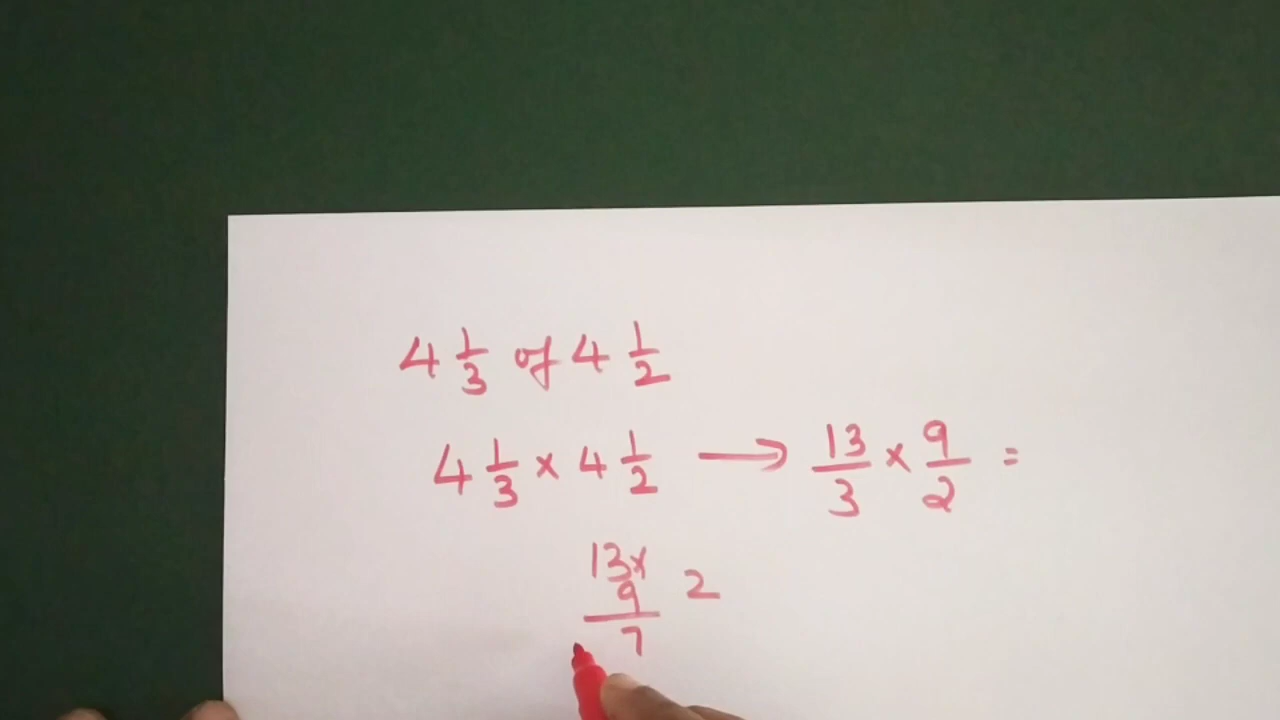 4 1/3 of 4 1/2
4 1/3 × 4 1/2 → 13/3 × 9/2 =
13×
9 2
7